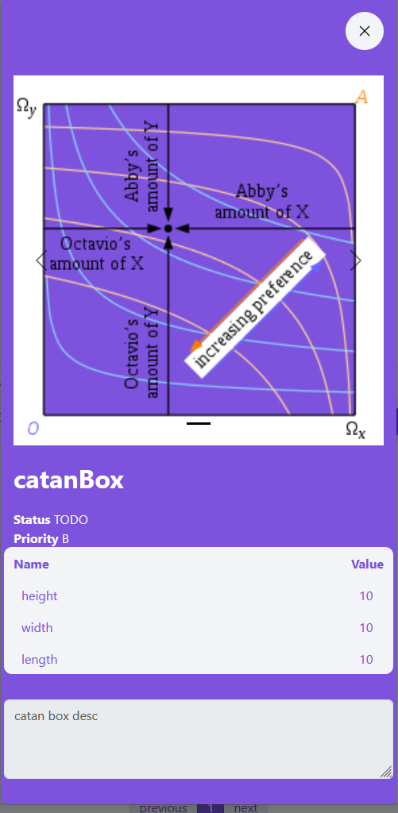 ×
Ωy
A
Abby's
amount of Y
Abby's
amount of X
Octavio's
amount of X
increasing preference
Octavio's
amount of Y
O
Ωx
catanBox
Status TODO
Priority B
Name Value
height 10
width 10
length 10
catan box desc
previous 1 next